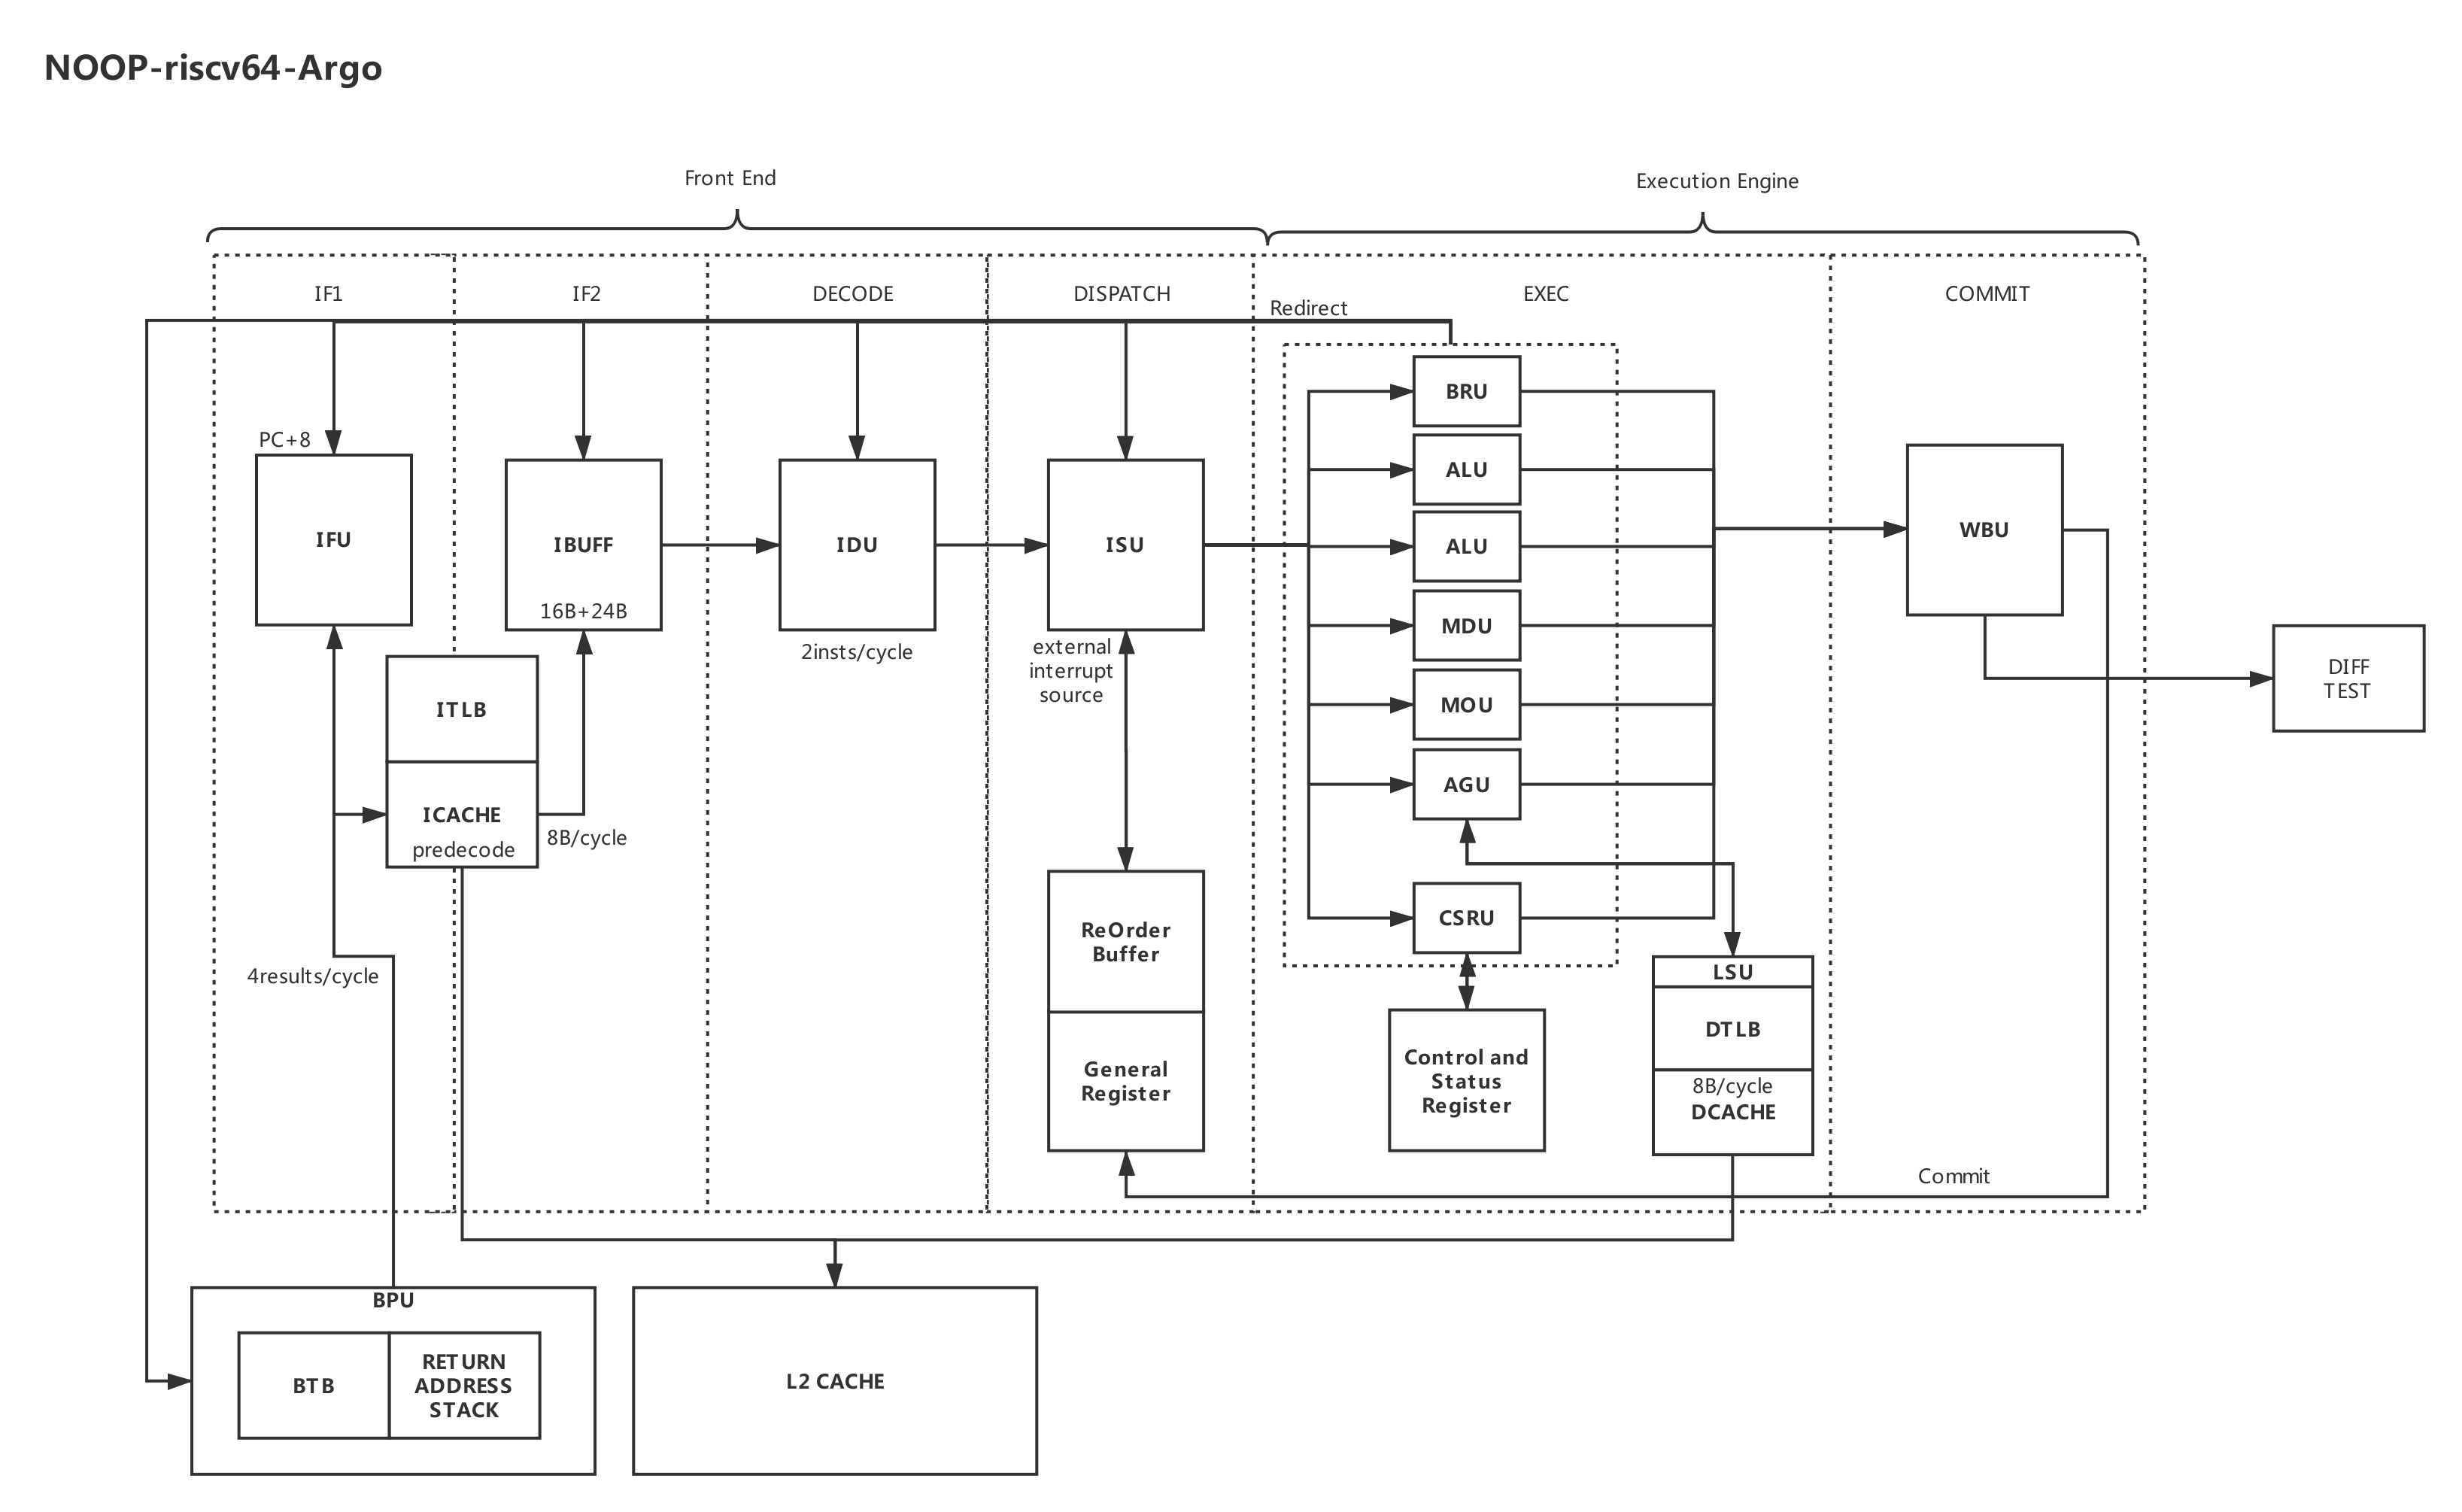 NOOP-riscv64-Argo
Front End
Execution Engine
IF1
IF2
DECODE
DISPATCH
EXEC
COMMIT
Redirect
PC+8
IFU
IBUFF
16B+24B
IDU
2insts/cycle
ISU
external
interrupt
source
BRU
ALU
ALU
MDU
MOU
AGU
CSRU
WBU
DIFF
TEST
ITLB
ICACHE
predecode
8B/cycle
4results/cycle
ReOrder
Buffer
General
Register
Control and
Status
Register
LSU
DTLB
8B/cycle
DCACHE
Commit
BPU
BTB
RETURN
ADDRESS
STACK
L2 CACHE